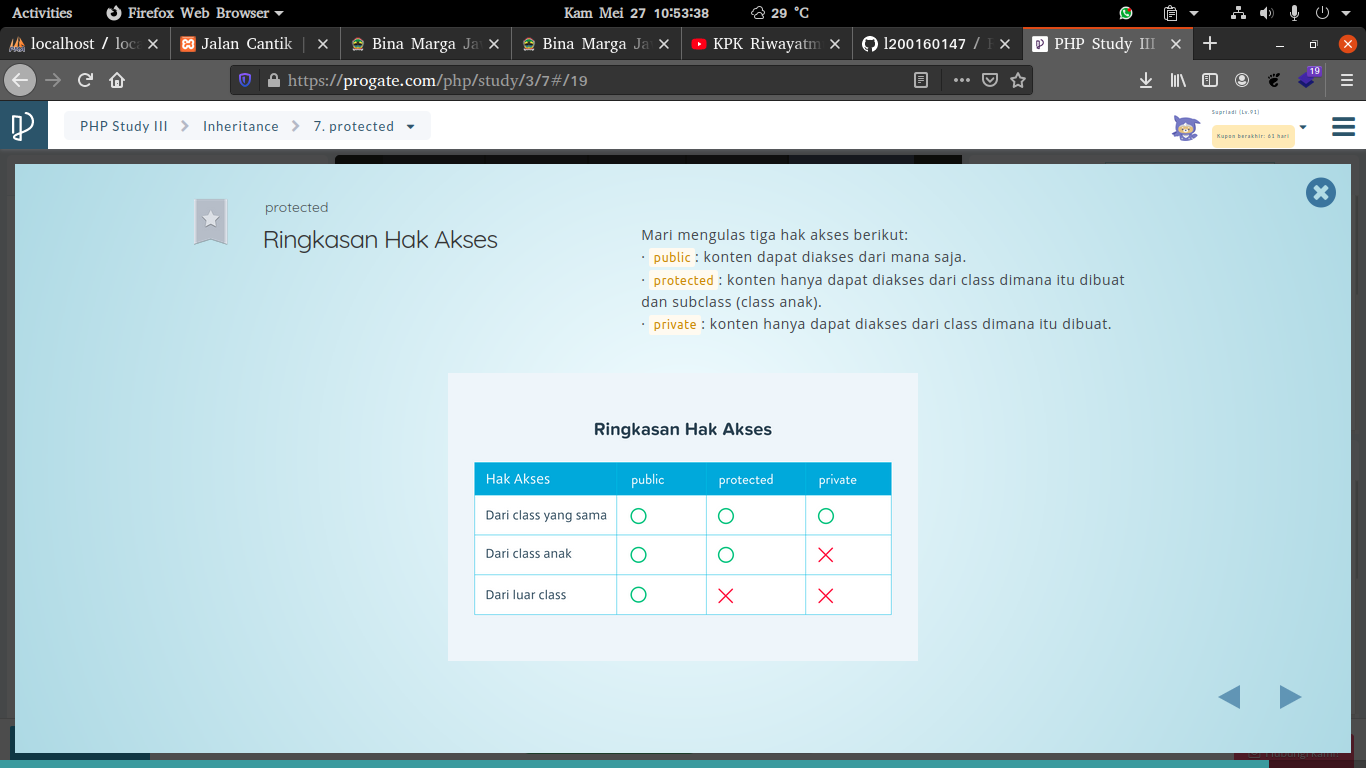 Activities Firefox Web Browser Kam Mei 27 10:53:38 29 °C
localhost / loc Jalan Cantik | Bina Marga Ja Bina Marga Ja KPK Riwayatm l200160147 / PHP Study III
https://progate.com/php/study/3/7#/19 19
PHP Study III Inheritance 7. protected
Supriadi (Lv.91)
Kupon berakhir: 61 hari
protected
Ringkasan Hak Akses
Mari mengulas tiga hak akses berikut:
· public : konten dapat diakses dari mana saja.
· protected : konten hanya dapat diakses dari class dimana itu dibuat
dan subclass (class anak).
· private : konten hanya dapat diakses dari class dimana itu dibuat.
Ringkasan Hak Akses
Hak Akses public protected private
Dari class yang sama
Dari class anak
Dari luar class